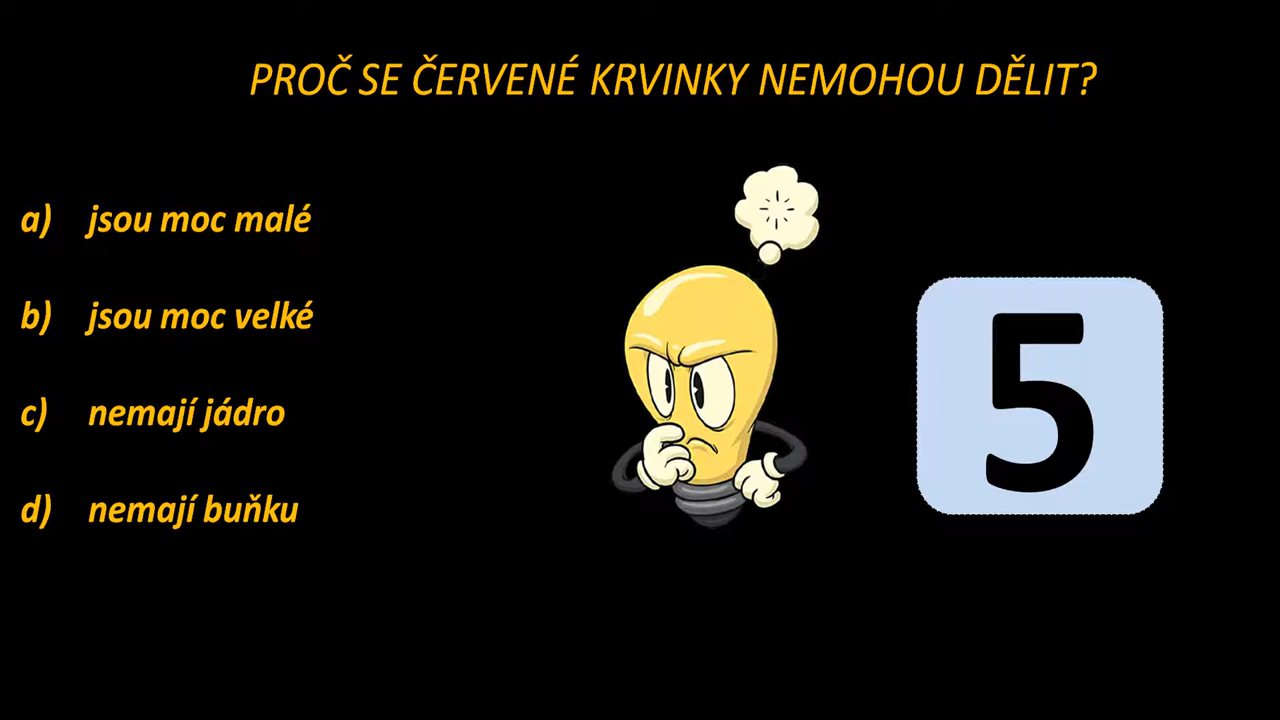 PROČ SE ČERVENÉ KRVINKY NEMOHOU DĚLIT?
a) jsou moc malé
b) jsou moc velké
c) nemají jádro
d) nemají buňku
5